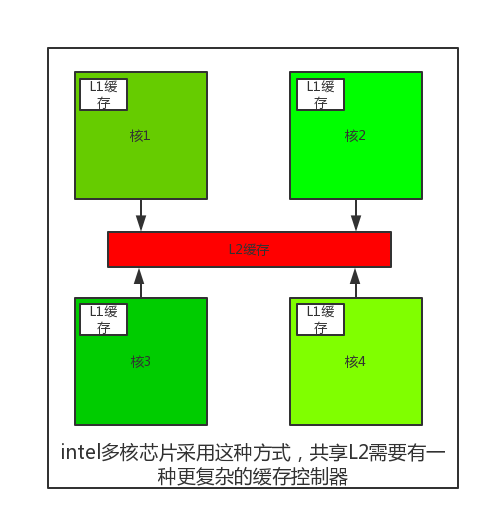 L1缓
存
核1
L1缓
存
核2
L2缓存
L1缓
存
核3
L1缓
存
核4
intel多核芯片采用这种方式，共享L2需要有一
种更复杂的缓存控制器